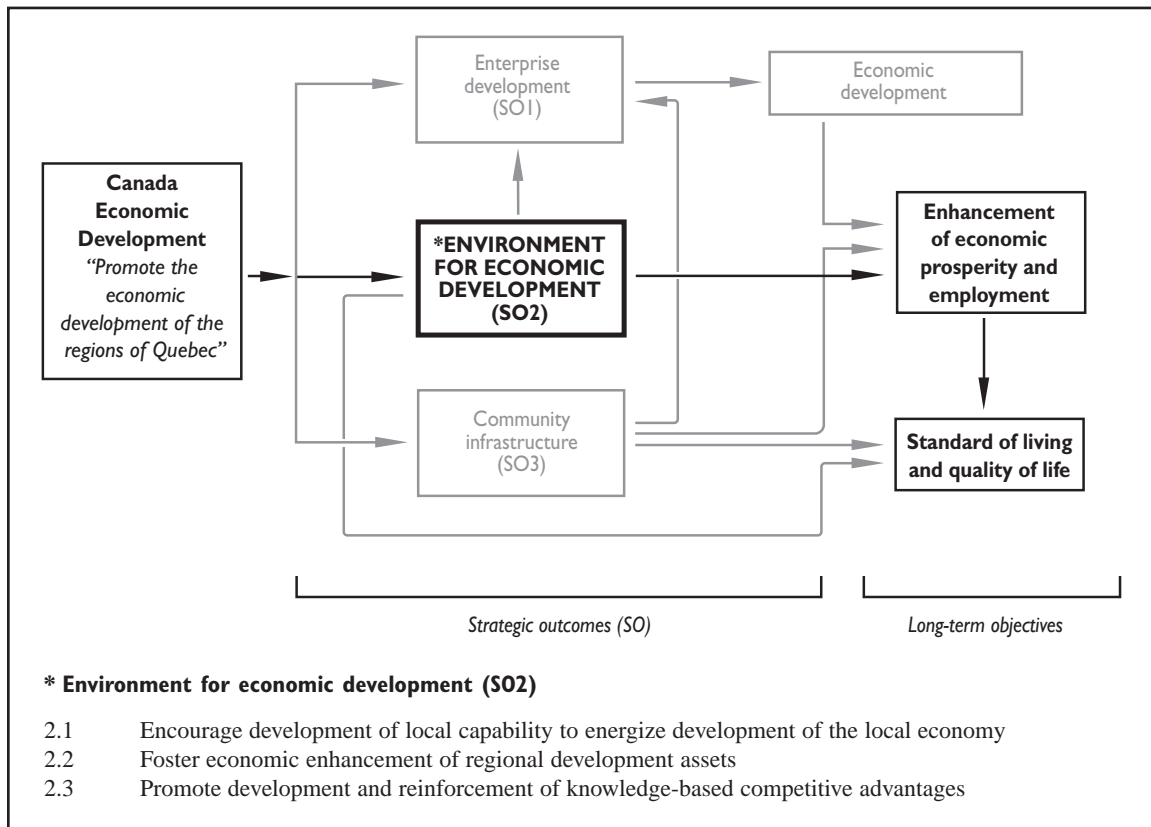 Enterprise
development
(SO1)
Economic
development
Canada
Economic
Development
“Promote the
economic
development of the
regions of Quebec”
*ENVIRONMENT
FOR ECONOMIC
DEVELOPMENT
(SO2)
Enhancement
of economic
prosperity and
employment
Community
infrastructure
(SO3)
Standard of living
and quality of life
Strategic outcomes (SO)
Long-term objectives
* Environment for economic development (SO2)
2.1 Encourage development of local capability to energize development of the local economy
2.2 Foster economic enhancement of regional development assets
2.3 Promote development and reinforcement of knowledge-based competitive advantages